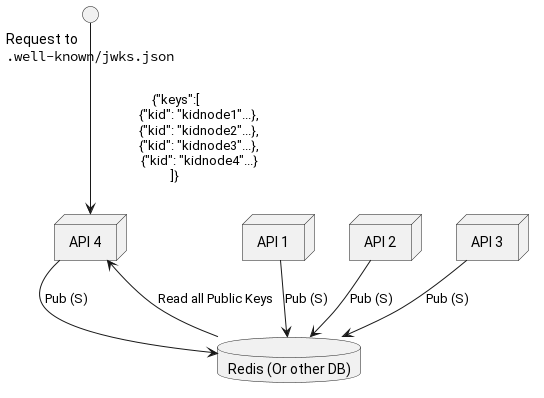 Request to
.well-known/jwks.json
{"keys":[
{"kid": "kidnode1"...},
{"kid": "kidnode2"...},
{"kid": "kidnode3"...},
{"kid": "kidnode4"...}
]}
API 4
API 1
API 2
API 3
Pub (S)
Read all Public Keys
Pub (S)
Pub (S)
Pub (S)
Redis (Or other DB)